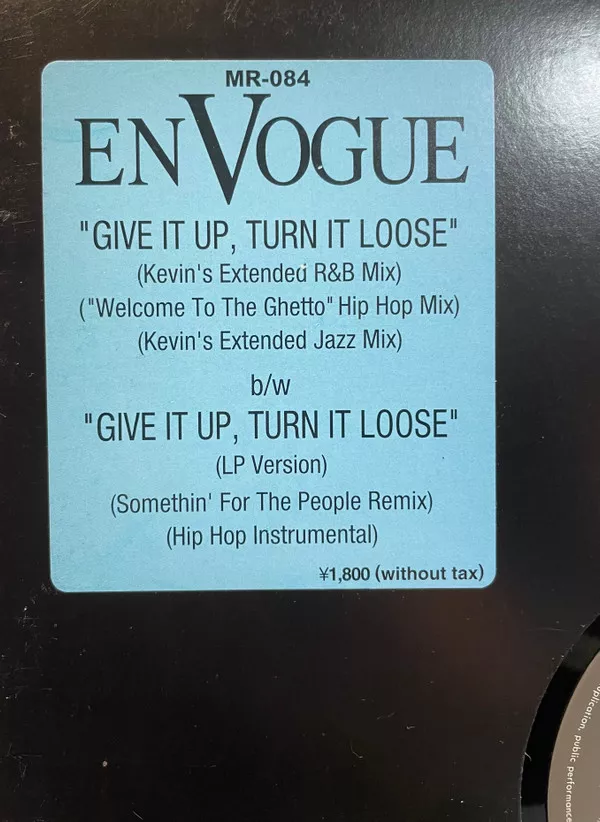 MR-084
EN VOGUE
"GIVE IT UP, TURN IT LOOSE"
(Kevin's Extended R&B Mix)
("Welcome To The Ghetto" Hip Hop Mix)
(Kevin's Extended Jazz Mix)
b/w
"GIVE IT UP, TURN IT LOOSE"
(LP Version)
(Somethin' For The People Remix)
(Hip Hop Instrumental)
¥1,800 (without tax)
public performance